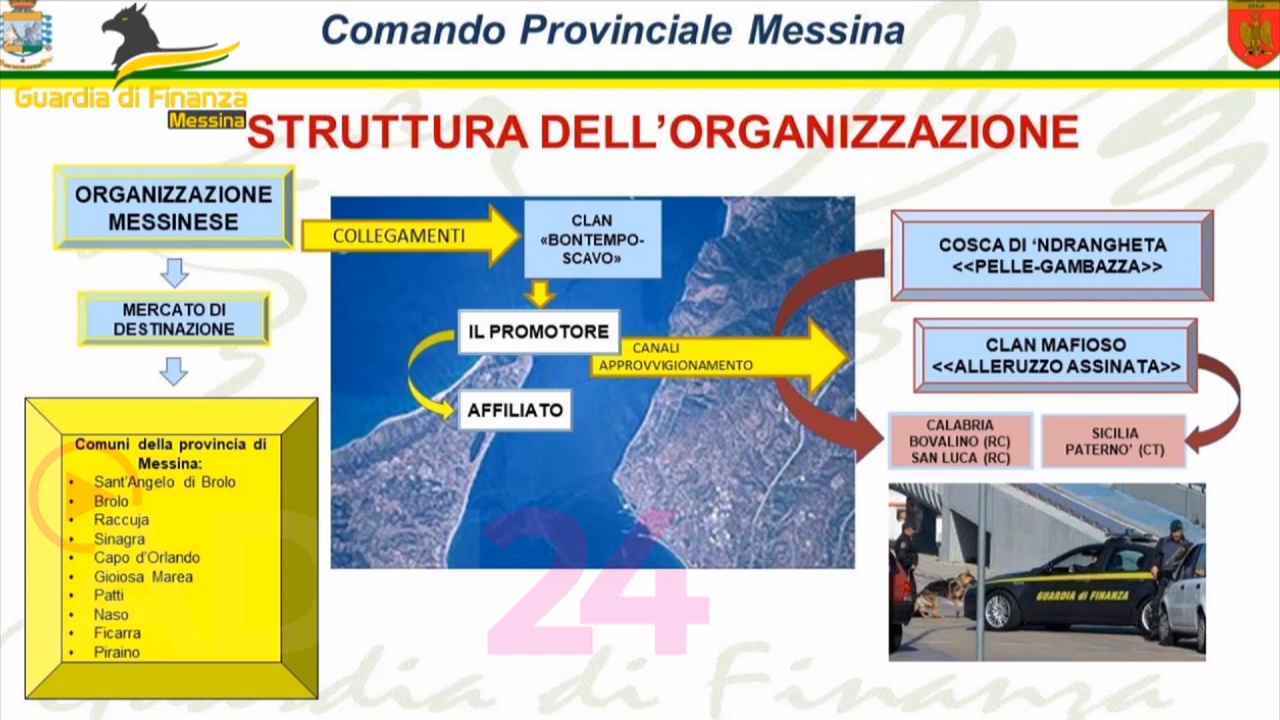 Comando Provinciale Messina
Guardia di Finanza
Messina
STRUTTURA DELL’ORGANIZZAZIONE
ORGANIZZAZIONE
MESSINESE
COLLEGAMENTI
CLAN
«BONTEMPO-
SCAVO»
COSCA DI ‘NDRANGHETA
<<PELLE-GAMBAZZA>>
MERCATO DI
DESTINAZIONE
IL PROMOTORE
CANALI
APPROVVIGIONAMENTO
CLAN MAFIOSO
<<ALLERUZZO ASSINATA>>
AFFILIATO
CALABRIA
BOVALINO (RC)
SAN LUCA (RC)
SICILIA
PATERNO’ (CT)
Comuni della provincia di
Messina:
• Sant’Angelo di Brolo
• Brolo
• Raccuja
• Sinagra
• Capo d’Orlando
• Gioiosa Marea
• Patti
• Naso
• Ficarra
• Piraino
24
GUARDIA di FINANZA
Guardia di Finanza